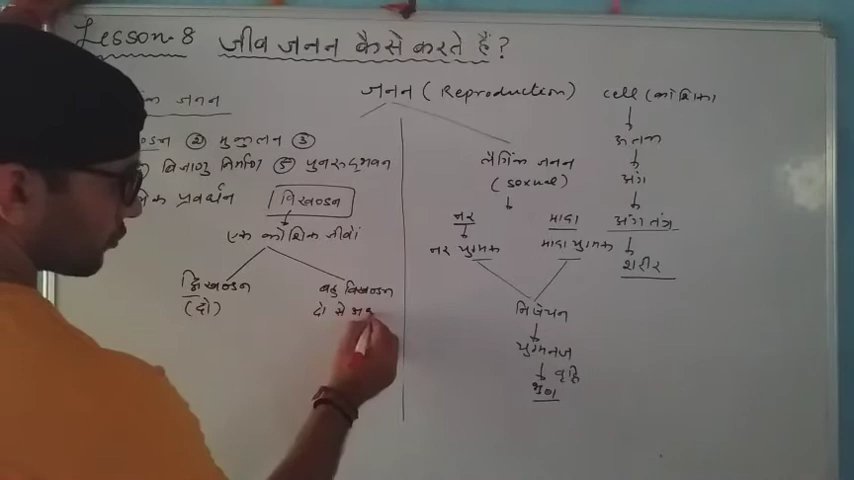 Lesson-8 जीव जनन कैसे करते हैं?
जनन (Reproduction)
जनन
② मुकुलन ③
बिजाणु निर्माण ⑤ पुनरुद्भवन
प्रवर्धन
विखण्डन
एक कोशिक जीवों
द्विखण्डन
(दो)
बहु विखण्डन
दो से अध
लैंगिक जनन
(sexual)
नर
मादा
नर युग्मक
मादा युग्मक
निषेचन
युग्मनज
वृद्धि
भ्रूण
cell (कोशिका)
अंग
अंग तंत्र
शरीर